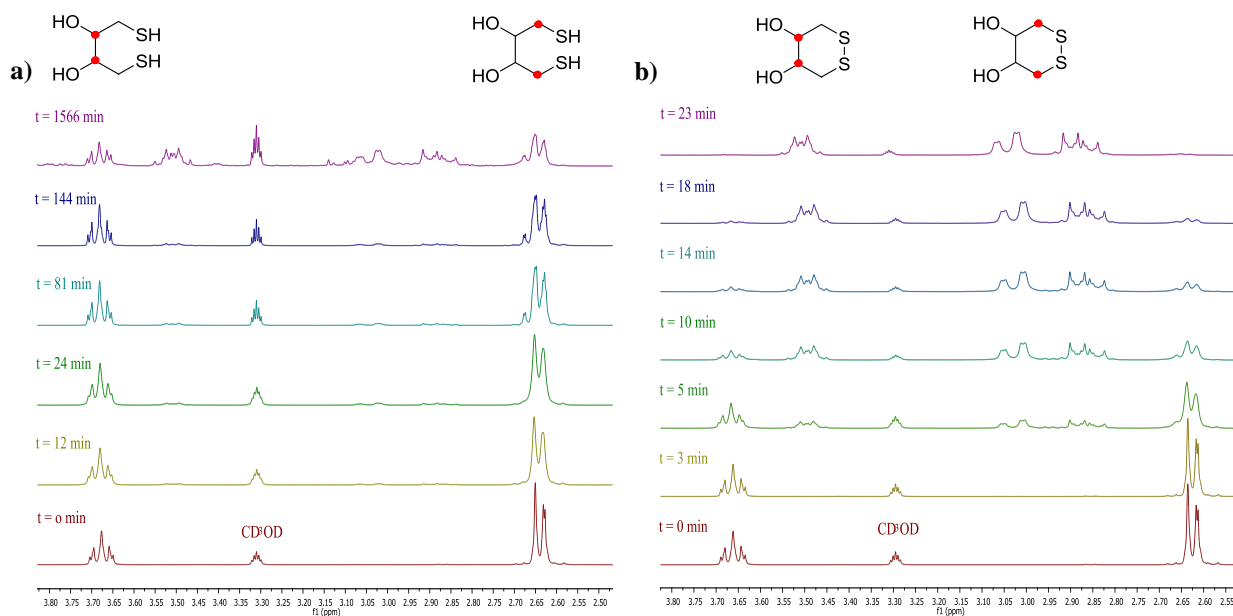 HO
SH
HO
SH
a)
HO
SH
HO
SH
t = 1566 min
t = 144 min
t = 81 min
t = 24 min
t = 12 min
t = o min
CD³OD
3.80 3.75 3.70 3.65 3.60 3.55 3.50 3.45 3.40 3.35 3.30 3.25 3.20 3.15 3.10 3.05 3.00 2.95 2.90 2.85 2.80 2.75 2.70 2.65 2.60 2.55 2.50
f1 (ppm)
b)
HO
S
HO
S
HO
S
HO
S
t = 23 min
t = 18 min
t = 14 min
t = 10 min
t = 5 min
t = 3 min
t = 0 min
CD³OD
3.80 3.75 3.70 3.65 3.60 3.55 3.50 3.45 3.40 3.35 3.30 3.25 3.20 3.15 3.10 3.05 3.00 2.95 2.90 2.85 2.80 2.75 2.70 2.65 2.60 2.55
f1 (ppm)